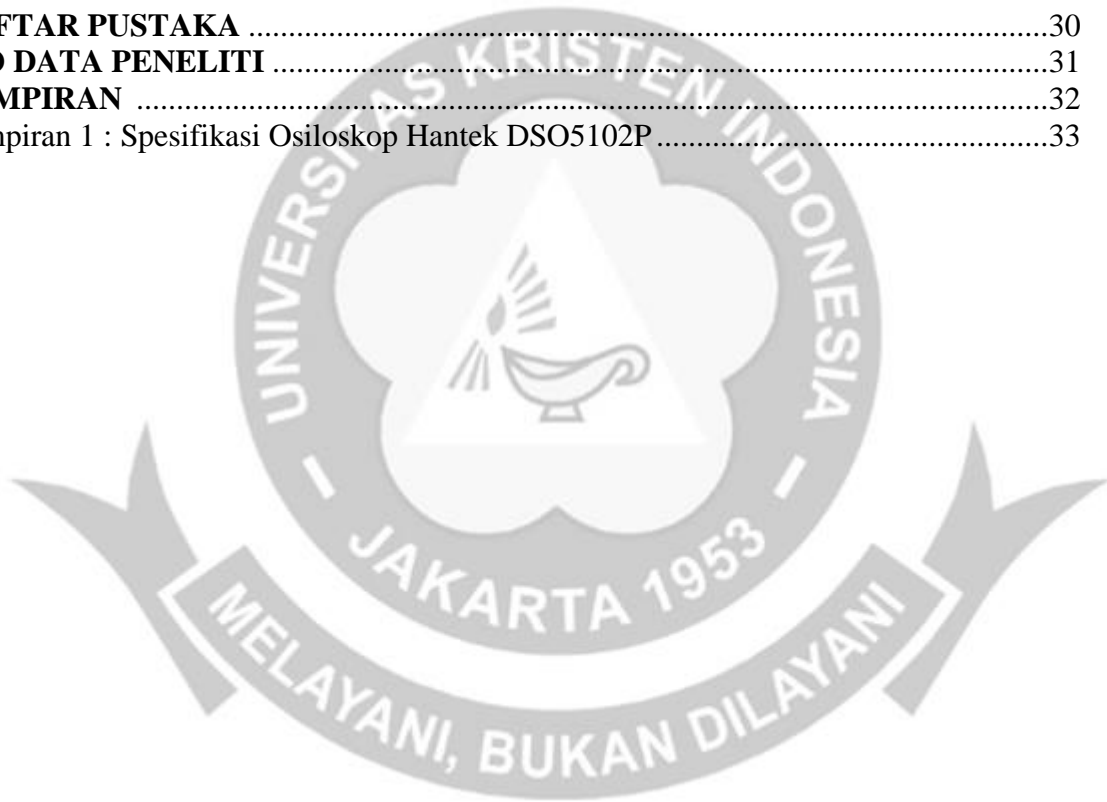 FTAR PUSTAKA ........................................................................................................30
DATA PENELITI .....................................................................................................31
MPIRAN .......................................................................................................................32
piran 1 : Spesifikasi Osiloskop Hantek DSO5102P ...................................................33
UNIVERSITAS KRISTEN INDONESIA
- JAKARTA 1953 -
MELAYANI, BUKAN DILAYANI